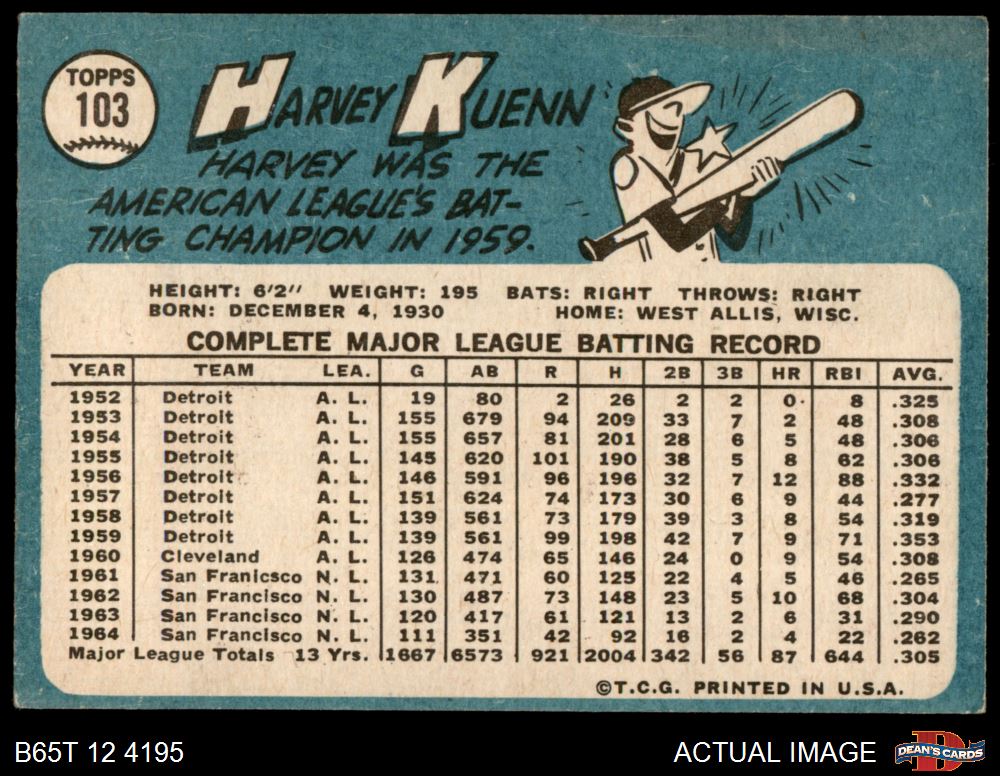 TOPPS
103
HARVEY KUENN
HARVEY WAS THE
AMERICAN LEAGUE'S BAT-
TING CHAMPION IN 1959.
HEIGHT: 6'2" WEIGHT: 195 BATS: RIGHT THROWS: RIGHT
BORN: DECEMBER 4, 1930 HOME: WEST ALLIS, WISC.
COMPLETE MAJOR LEAGUE BATTING RECORD
YEAR TEAM LEA. G AB R H 2B 3B HR RBI AVG.
1952 Detroit A. L. 19 80 2 26 2 2 0 8 .325
1953 Detroit A. L. 155 679 94 209 33 7 2 48 .308
1954 Detroit A. L. 155 657 81 201 28 6 5 48 .306
1955 Detroit A. L. 145 620 101 190 38 5 8 62 .306
1956 Detroit A. L. 146 591 96 196 32 7 12 88 .332
1957 Detroit A. L. 151 624 74 173 30 6 9 44 .277
1958 Detroit A. L. 139 561 73 179 39 3 8 54 .319
1959 Detroit A. L. 139 561 99 198 42 7 9 71 .353
1960 Cleveland A. L. 126 474 65 146 24 0 9 54 .308
1961 San Franicsco N. L. 131 471 60 125 22 4 5 46 .265
1962 San Francisco N. L. 130 487 73 148 23 5 10 68 .304
1963 San Francisco N. L. 120 417 61 121 13 2 6 31 .290
1964 San Francisco N. L. 111 351 42 92 16 2 4 22 .262
Major League Totals 13 Yrs. 1667 6573 921 2004 342 56 87 644 .305
©T.C.G. PRINTED IN U.S.A.
B65T 12 4195
ACTUAL IMAGE
D
DEAN'S CARDS